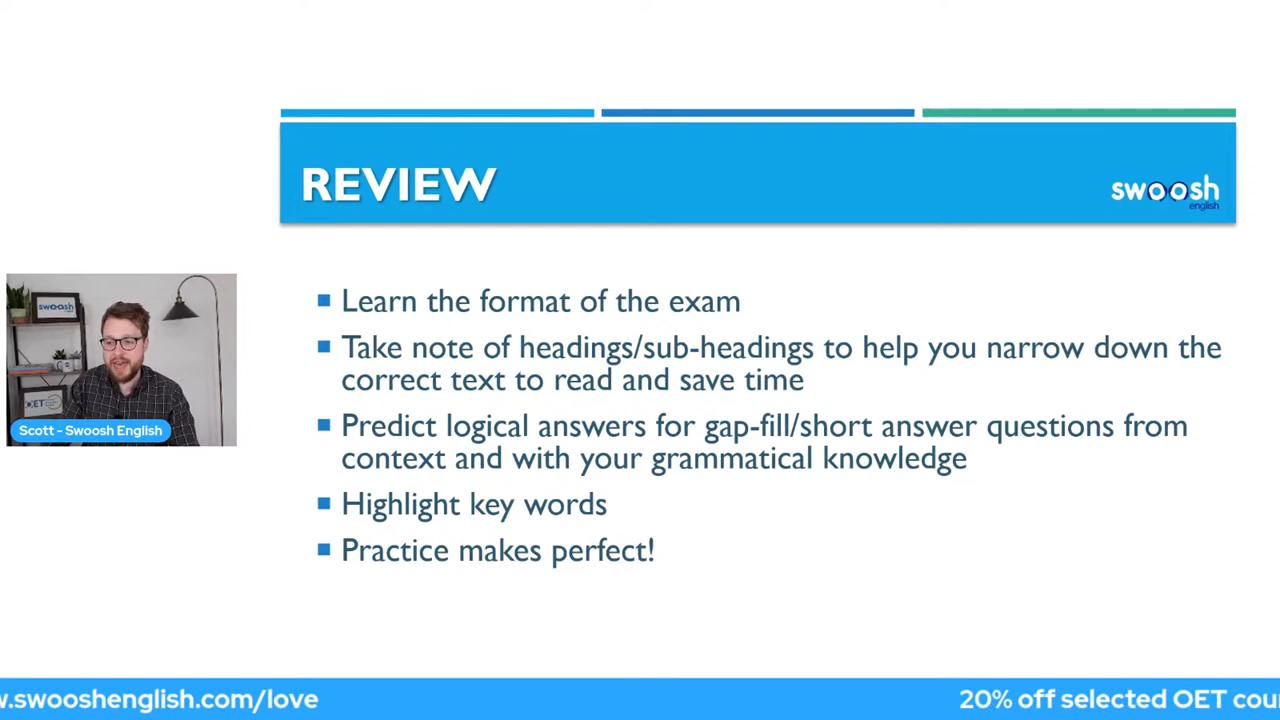 REVIEW
swoosh
english
Learn the format of the exam
Take note of headings/sub-headings to help you narrow down the
correct text to read and save time
Predict logical answers for gap-fill/short answer questions from
context and with your grammatical knowledge
Highlight key words
Practice makes perfect!
swoosh
OET
Scott - Swoosh English
w.swooshenglish.com/love
20% off selected OET cou